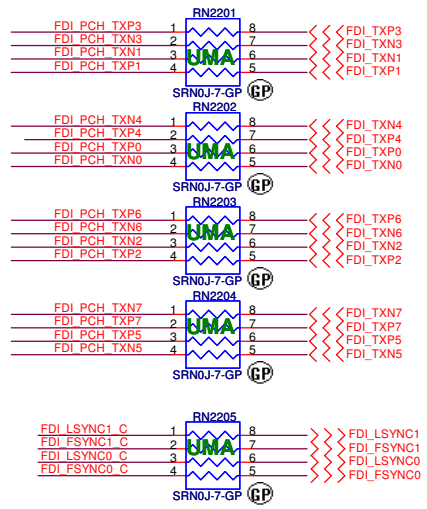 RN2201
FDI_PCH_TXP3 1 8 FDI_TXP3
FDI_PCH_TXN3 2 7 FDI_TXN3
FDI_PCH_TXN1 3 6 FDI_TXN1
FDI_PCH_TXP1 4 5 FDI_TXP1
UMA
SRN0J-7-GP GP
RN2202
FDI_PCH_TXN4 1 8 FDI_TXN4
FDI_PCH_TXP4 2 7 FDI_TXP4
FDI_PCH_TXP0 3 6 FDI_TXP0
FDI_PCH_TXN0 4 5 FDI_TXN0
UMA
SRN0J-7-GP GP
RN2203
FDI_PCH_TXP6 1 8 FDI_TXP6
FDI_PCH_TXN6 2 7 FDI_TXN6
FDI_PCH_TXN2 3 6 FDI_TXN2
FDI_PCH_TXP2 4 5 FDI_TXP2
UMA
SRN0J-7-GP GP
RN2204
FDI_PCH_TXN7 1 8 FDI_TXN7
FDI_PCH_TXP7 2 7 FDI_TXP7
FDI_PCH_TXP5 3 6 FDI_TXP5
FDI_PCH_TXN5 4 5 FDI_TXN5
UMA
SRN0J-7-GP GP
RN2205
FDI_LSYNC1_C 1 8 FDI_LSYNC1
FDI_FSYNC1_C 2 7 FDI_FSYNC1
FDI_LSYNC0_C 3 6 FDI_LSYNC0
FDI_FSYNC0_C 4 5 FDI_FSYNC0
UMA
SRN0J-7-GP GP